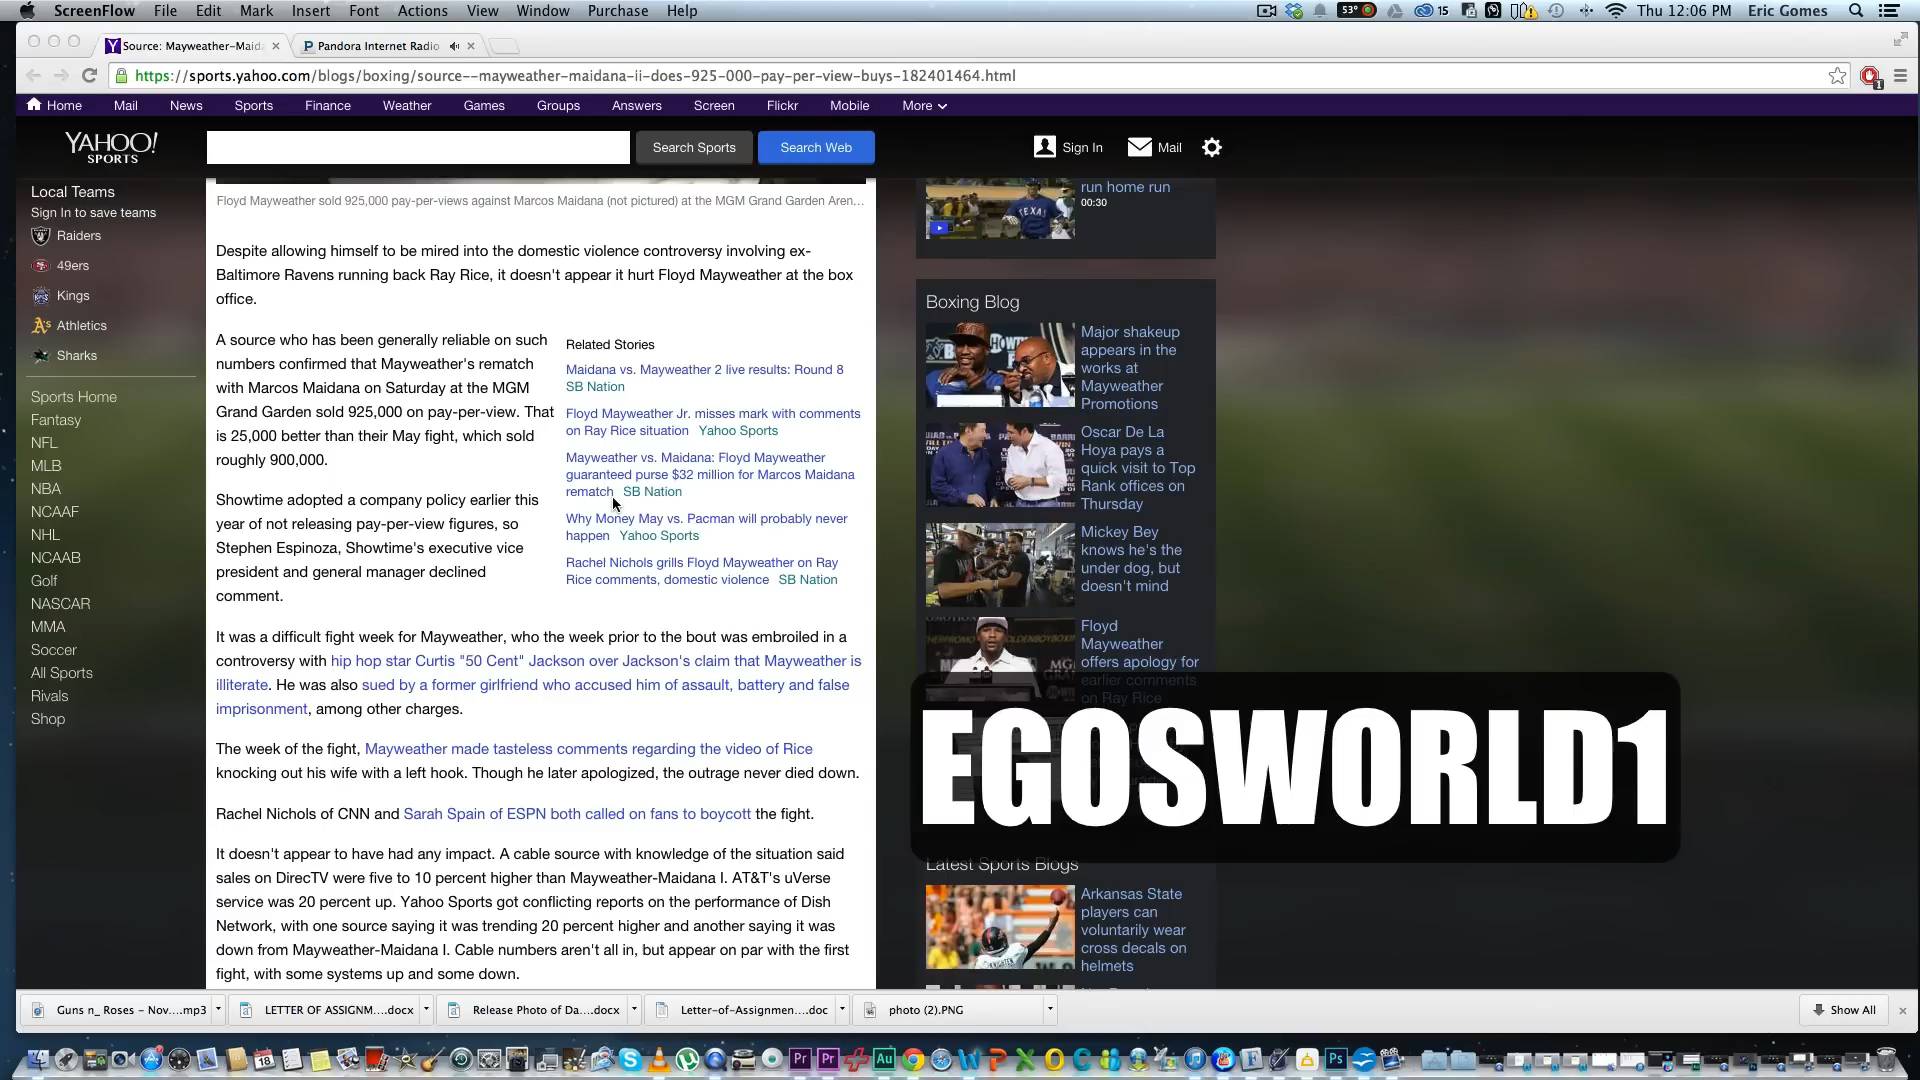 ScreenFlow File Edit Mark Insert Font Actions View Window Purchase Help
53° 15 Thu 12:06 PM Eric Gomes
Source: Mayweather-Maid
Pandora Internet Radio
https://sports.yahoo.com/blogs/boxing/source--mayweather-maidana-ii-does-925-000-pay-per-view-buys-182401464.html
Home Mail News Sports Finance Weather Games Groups Answers Screen Flickr Mobile More
YAHOO!
SPORTS
Search Sports
Search Web
Sign In
Mail
Local Teams
Sign In to save teams
Raiders
49ers
Kings
Athletics
Sharks
Sports Home
Fantasy
NFL
MLB
NBA
NCAAF
NHL
NCAAB
Golf
NASCAR
MMA
Soccer
All Sports
Rivals
Shop
Floyd Mayweather sold 925,000 pay-per-views against Marcos Maidana (not pictured) at the MGM Grand Garden Aren...
Despite allowing himself to be mired into the domestic violence controversy involving ex-
Baltimore Ravens running back Ray Rice, it doesn't appear it hurt Floyd Mayweather at the box
office.
A source who has been generally reliable on such
numbers confirmed that Mayweather's rematch
with Marcos Maidana on Saturday at the MGM
Grand Garden sold 925,000 on pay-per-view. That
is 25,000 better than their May fight, which sold
roughly 900,000.
Showtime adopted a company policy earlier this
year of not releasing pay-per-view figures, so
Stephen Espinoza, Showtime's executive vice
president and general manager declined
comment.
Related Stories
Maidana vs. Mayweather 2 live results: Round 8
SB Nation
Floyd Mayweather Jr. misses mark with comments
on Ray Rice situation Yahoo Sports
Mayweather vs. Maidana: Floyd Mayweather
guaranteed purse $32 million for Marcos Maidana
rematch SB Nation
Why Money May vs. Pacman will probably never
happen Yahoo Sports
Rachel Nichols grills Floyd Mayweather on Ray
Rice comments, domestic violence SB Nation
It was a difficult fight week for Mayweather, who the week prior to the bout was embroiled in a
controversy with hip hop star Curtis "50 Cent" Jackson over Jackson's claim that Mayweather is
illiterate. He was also sued by a former girlfriend who accused him of assault, battery and false
imprisonment, among other charges.
The week of the fight, Mayweather made tasteless comments regarding the video of Rice
knocking out his wife with a left hook. Though he later apologized, the outrage never died down.
Rachel Nichols of CNN and Sarah Spain of ESPN both called on fans to boycott the fight.
It doesn't appear to have had any impact. A cable source with knowledge of the situation said
sales on DirecTV were five to 10 percent higher than Mayweather-Maidana I. AT&T's uVerse
service was 20 percent up. Yahoo Sports got conflicting reports on the performance of Dish
Network, with one source saying it was trending 20 percent higher and another saying it was
down from Mayweather-Maidana I. Cable numbers aren't all in, but appear on par with the first
fight, with some systems up and some down.
run home run
00:30
TEXAS
Boxing Blog
Major shakeup
appears in the
works at
Mayweather
Promotions
Oscar De La
Hoya pays a
quick visit to Top
Rank offices on
Thursday
Mickey Bey
knows he's the
under dog, but
doesn't mind
Floyd
Mayweather
offers apology for
earlier comments
on Ray Rice
EGOSWORLD1
Latest Sports Blogs
Arkansas State
players can
voluntarily wear
cross decals on
helmets
Guns n_ Roses – Nov....mp3
LETTER OF ASSIGNM....docx
Release Photo of Da....docx
Letter-of-Assignmen....doc
photo (2).PNG
Show All